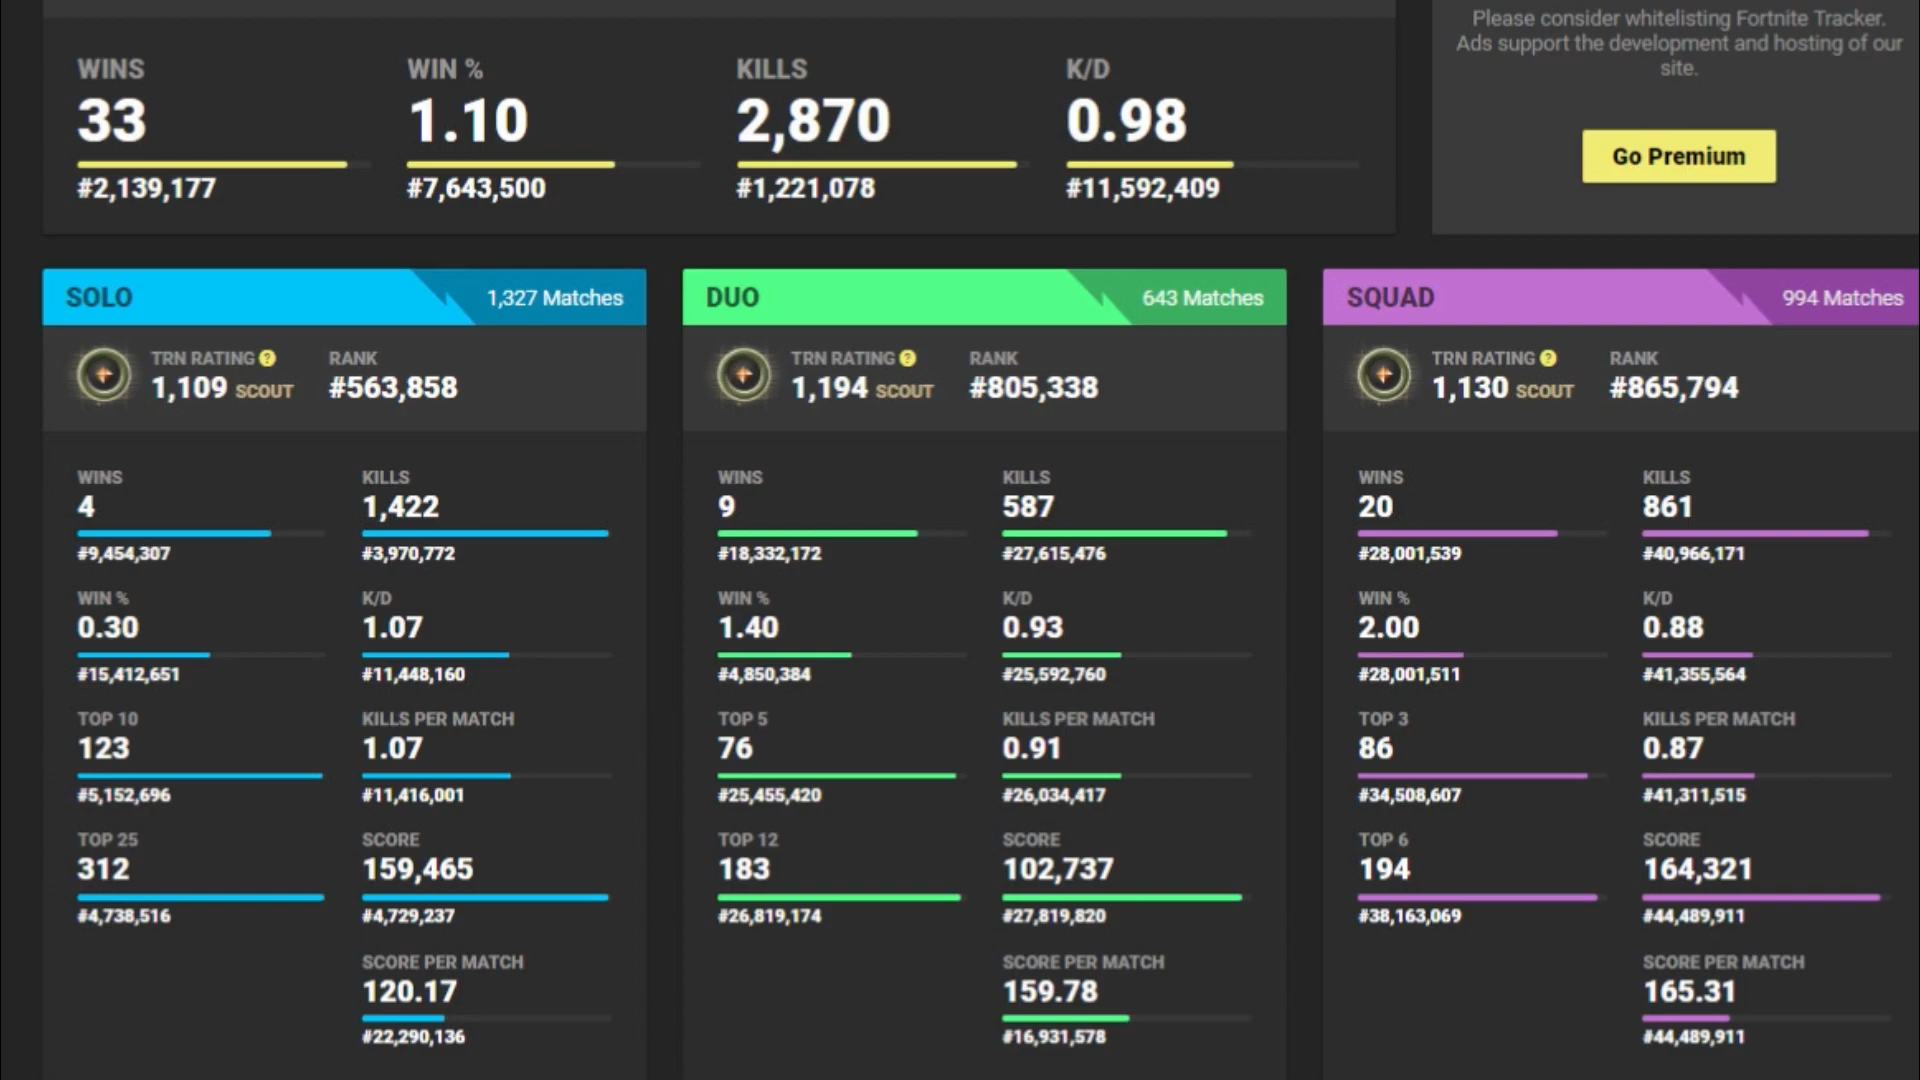 Please consider whitelisting Fortnite Tracker.
Ads support the development and hosting of our
site.
Go Premium
WINS WIN % KILLS K/D
33 1.10 2,870 0.98
#2,139,177 #7,643,500 #1,221,078 #11,592,409
SOLO 1,327 Matches
TRN RATING ? RANK
1,109 SCOUT #563,858
WINS KILLS
4 1,422
#9,454,307 #3,970,772
WIN % K/D
0.30 1.07
#15,412,651 #11,448,160
TOP 10 KILLS PER MATCH
123 1.07
#5,152,696 #11,416,001
TOP 25 SCORE
312 159,465
#4,738,516 #4,729,237
SCORE PER MATCH
120.17
#22,290,136
DUO 643 Matches
TRN RATING ? RANK
1,194 SCOUT #805,338
WINS KILLS
9 587
#18,332,172 #27,615,476
WIN % K/D
1.40 0.93
#4,850,384 #25,592,760
TOP 5 KILLS PER MATCH
76 0.91
#25,455,420 #26,034,417
TOP 12 SCORE
183 102,737
#26,819,174 #27,819,820
SCORE PER MATCH
159.78
#16,931,578
SQUAD 994 Matches
TRN RATING ? RANK
1,130 SCOUT #865,794
WINS KILLS
20 861
#28,001,539 #40,966,171
WIN % K/D
2.00 0.88
#28,001,511 #41,355,564
TOP 3 KILLS PER MATCH
86 0.87
#34,508,607 #41,311,515
TOP 6 SCORE
194 164,321
#38,163,069 #44,489,911
SCORE PER MATCH
165.31
#44,489,911